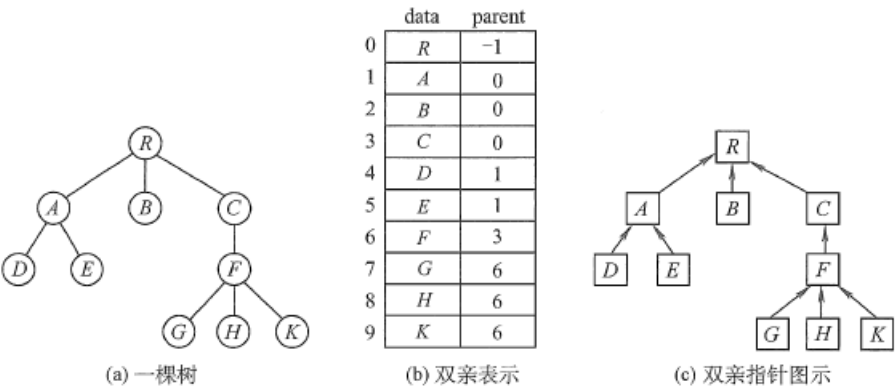 data parent
0 R −1
1 A 0
2 B 0
3 C 0
4 D 1
5 E 1
6 F 3
7 G 6
8 H 6
9 K 6
R
A B C
D E F
G H K
(a) 一棵树
(b) 双亲表示
R
A B C
D E F
G H K
(c) 双亲指针图示